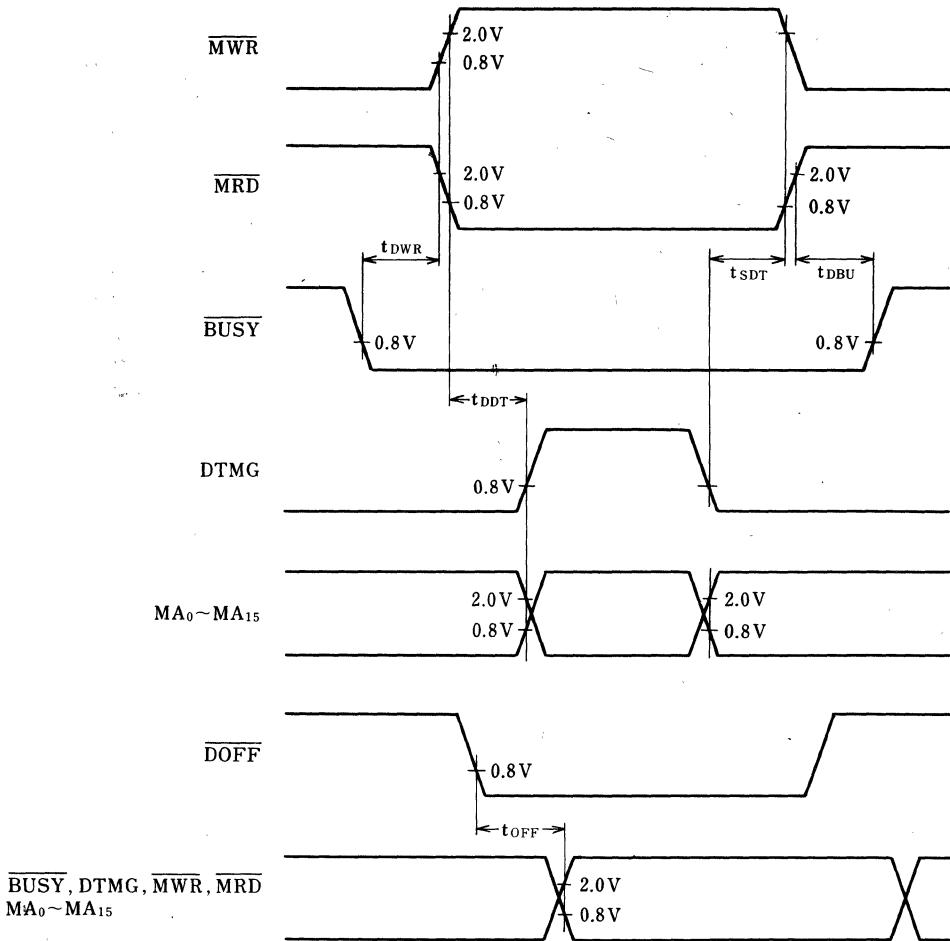 MWR
2.0V
0.8V
MRD
2.0V
0.8V
2.0V
0.8V
tDWR
tSDT
tDBU
BUSY
0.8V
0.8V
tDDT
DTMG
0.8V
MA0~MA15
2.0V
0.8V
2.0V
0.8V
DOFF
0.8V
tOFF
BUSY, DTMG, MWR, MRD
MA0~MA15
2.0V
0.8V